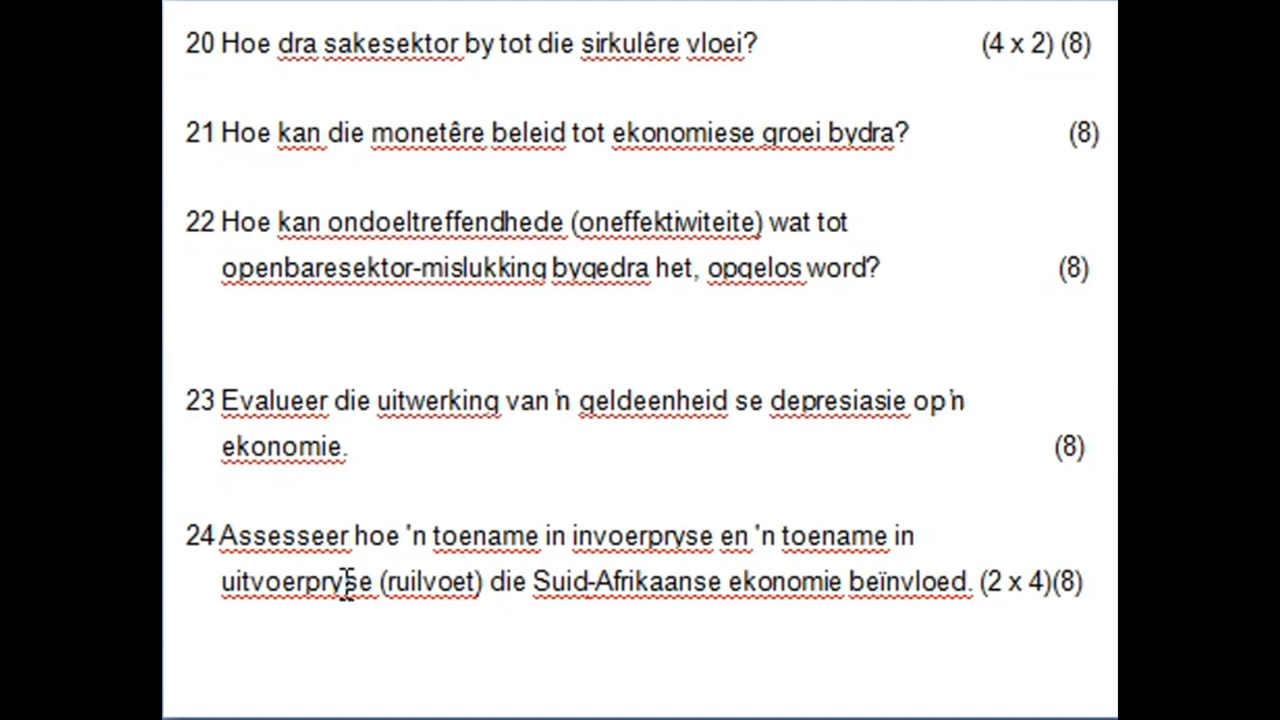 20 Hoe dra sakesektor by tot die sirkulêre vloei? (4 x 2) (8)
21 Hoe kan die monetêre beleid tot ekonomiese groei bydra? (8)
22 Hoe kan ondoeltreffendhede (oneffektiwiteite) wat tot
openbaresektor-mislukking bygedra het, opgelos word? (8)
23 Evalueer die uitwerking van 'n geldeenheid se depresiasie op 'n
ekonomie. (8)
24 Assesseer hoe 'n toename in invoerpryse en 'n toename in
uitvoerpryse (ruilvoet) die Suid-Afrikaanse ekonomie beïnvloed. (2 x 4)(8)